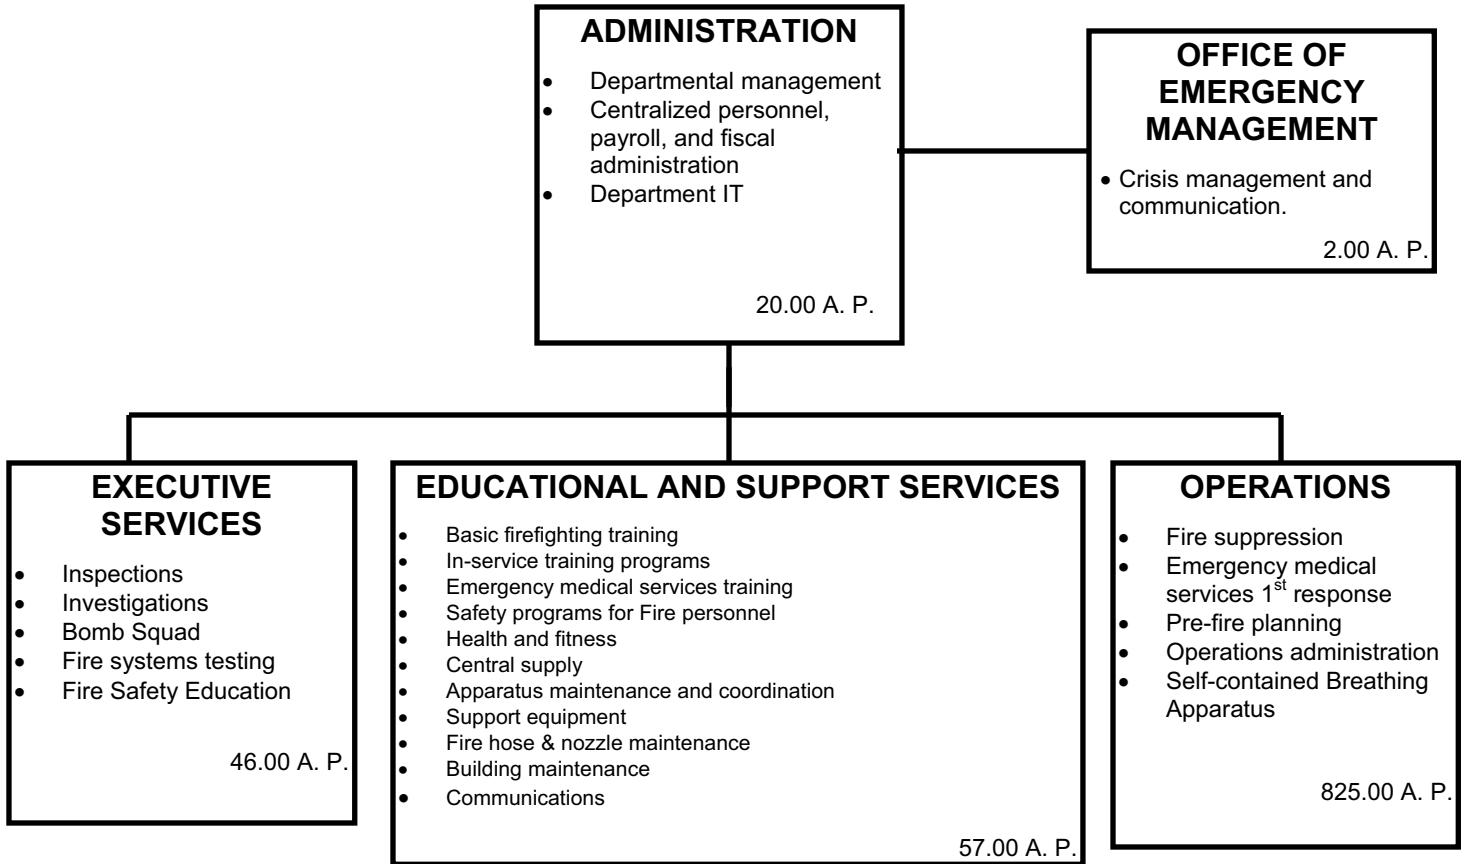 ADMINISTRATION
• Departmental management
• Centralized personnel,
payroll, and fiscal
administration
• Department IT
20.00 A. P.
OFFICE OF
EMERGENCY
MANAGEMENT
• Crisis management and
communication.
2.00 A. P.
EXECUTIVE
SERVICES
• Inspections
• Investigations
• Bomb Squad
• Fire systems testing
• Fire Safety Education
46.00 A. P.
EDUCATIONAL AND SUPPORT SERVICES
• Basic firefighting training
• In-service training programs
• Emergency medical services training
• Safety programs for Fire personnel
• Health and fitness
• Central supply
• Apparatus maintenance and coordination
• Support equipment
• Fire hose & nozzle maintenance
• Building maintenance
• Communications
57.00 A. P.
OPERATIONS
• Fire suppression
• Emergency medical
services 1st response
• Pre-fire planning
• Operations administration
• Self-contained Breathing
Apparatus
825.00 A. P.